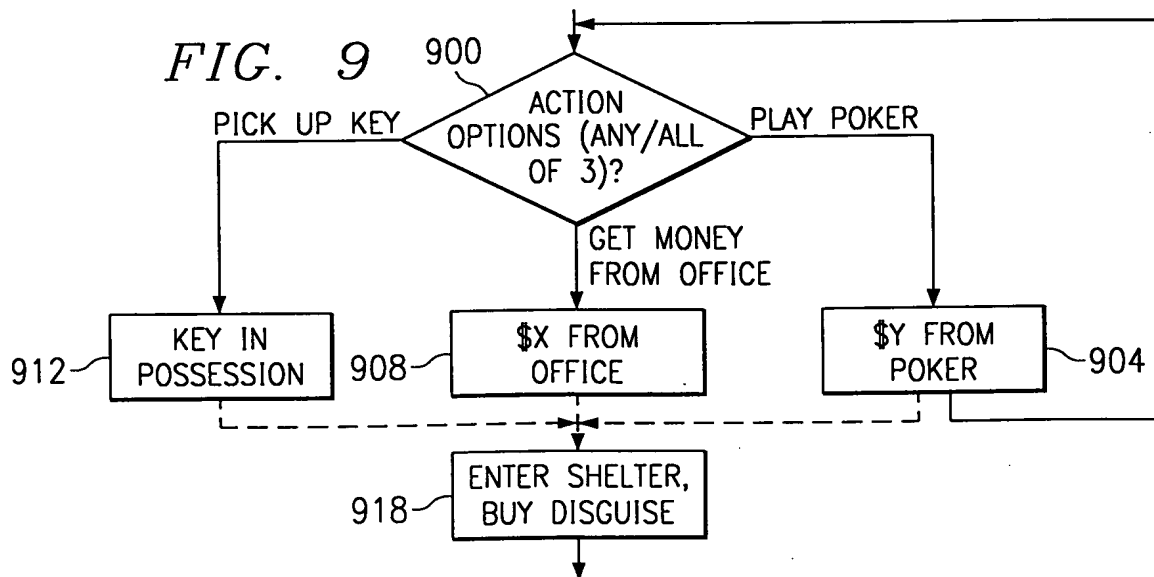 FIG. 9
900
ACTION
OPTIONS (ANY/ALL
OF 3)?
PICK UP KEY
PLAY POKER
GET MONEY
FROM OFFICE
KEY IN
POSSESSION
912
$X FROM
OFFICE
908
$Y FROM
POKER
904
ENTER SHELTER,
BUY DISGUISE
918